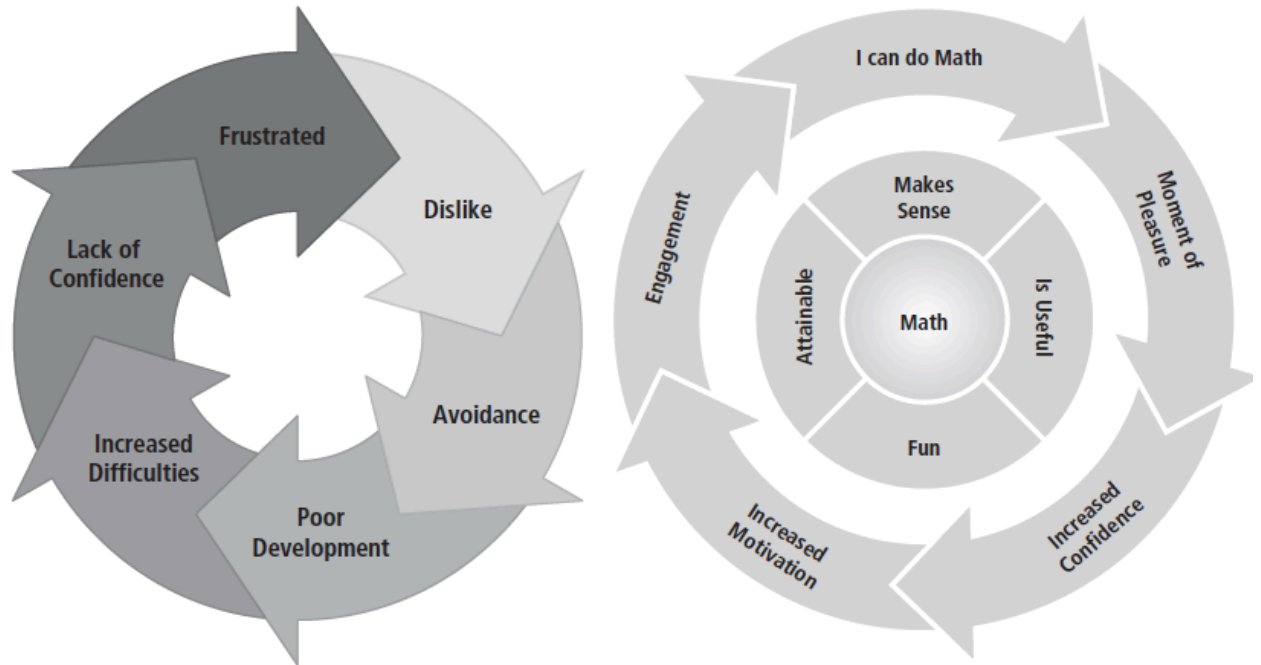 Frustrated
Dislike
Avoidance
Poor
Development
Increased
Difficulties
Lack of
Confidence
I can do Math
Moment of
Pleasure
Increased
Confidence
Increased
Motivation
Engagement
Makes
Sense
Is Useful
Fun
Attainable
Math